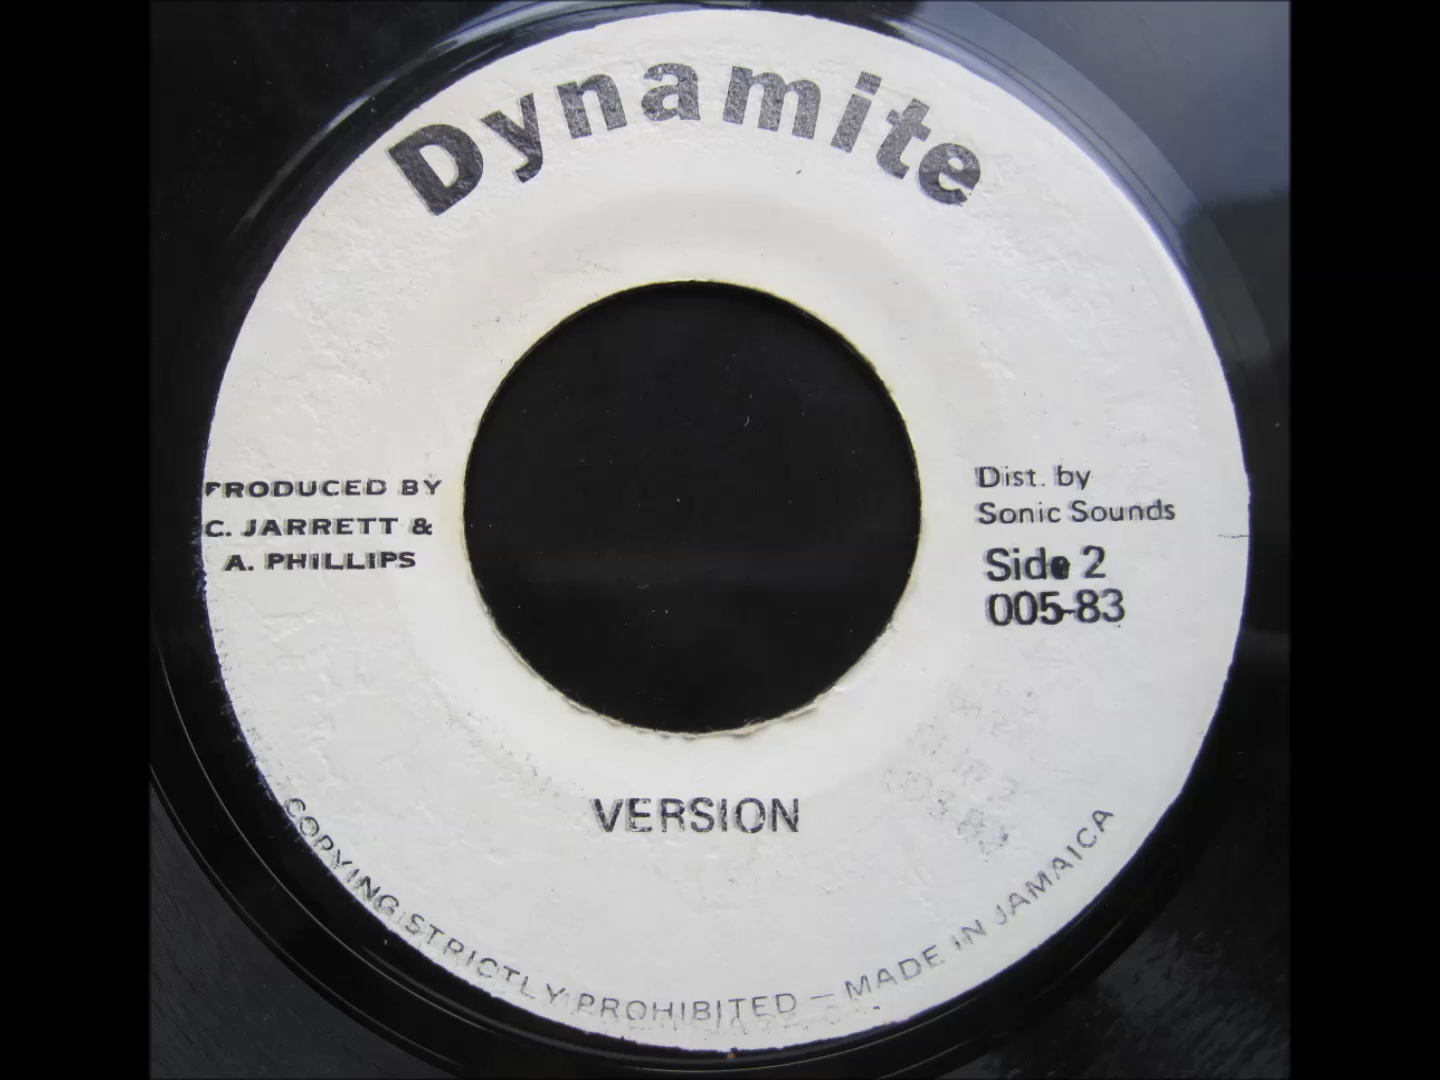 Dynamite
PRODUCED BY
C. JARRETT &
A. PHILLIPS
Dist. by
Sonic Sounds
Side 2
005-83
VERSION
COPYING STRICTLY PROHIBITED — MADE IN JAMAICA